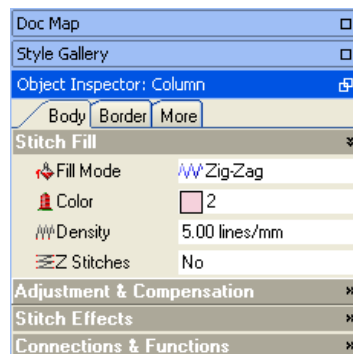 Doc Map
Style Gallery
Object Inspector: Column
Body Border More
Stitch Fill
Fill Mode Zig-Zag
Color 2
Density 5.00 lines/mm
Z Stitches No
Adjustment & Compensation
Stitch Effects
Connections & Functions